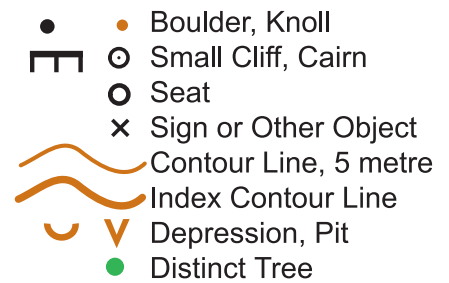 Boulder, Knoll
Small Cliff, Cairn
Seat
Sign or Other Object
Contour Line, 5 metre
Index Contour Line
Depression, Pit
Distinct Tree